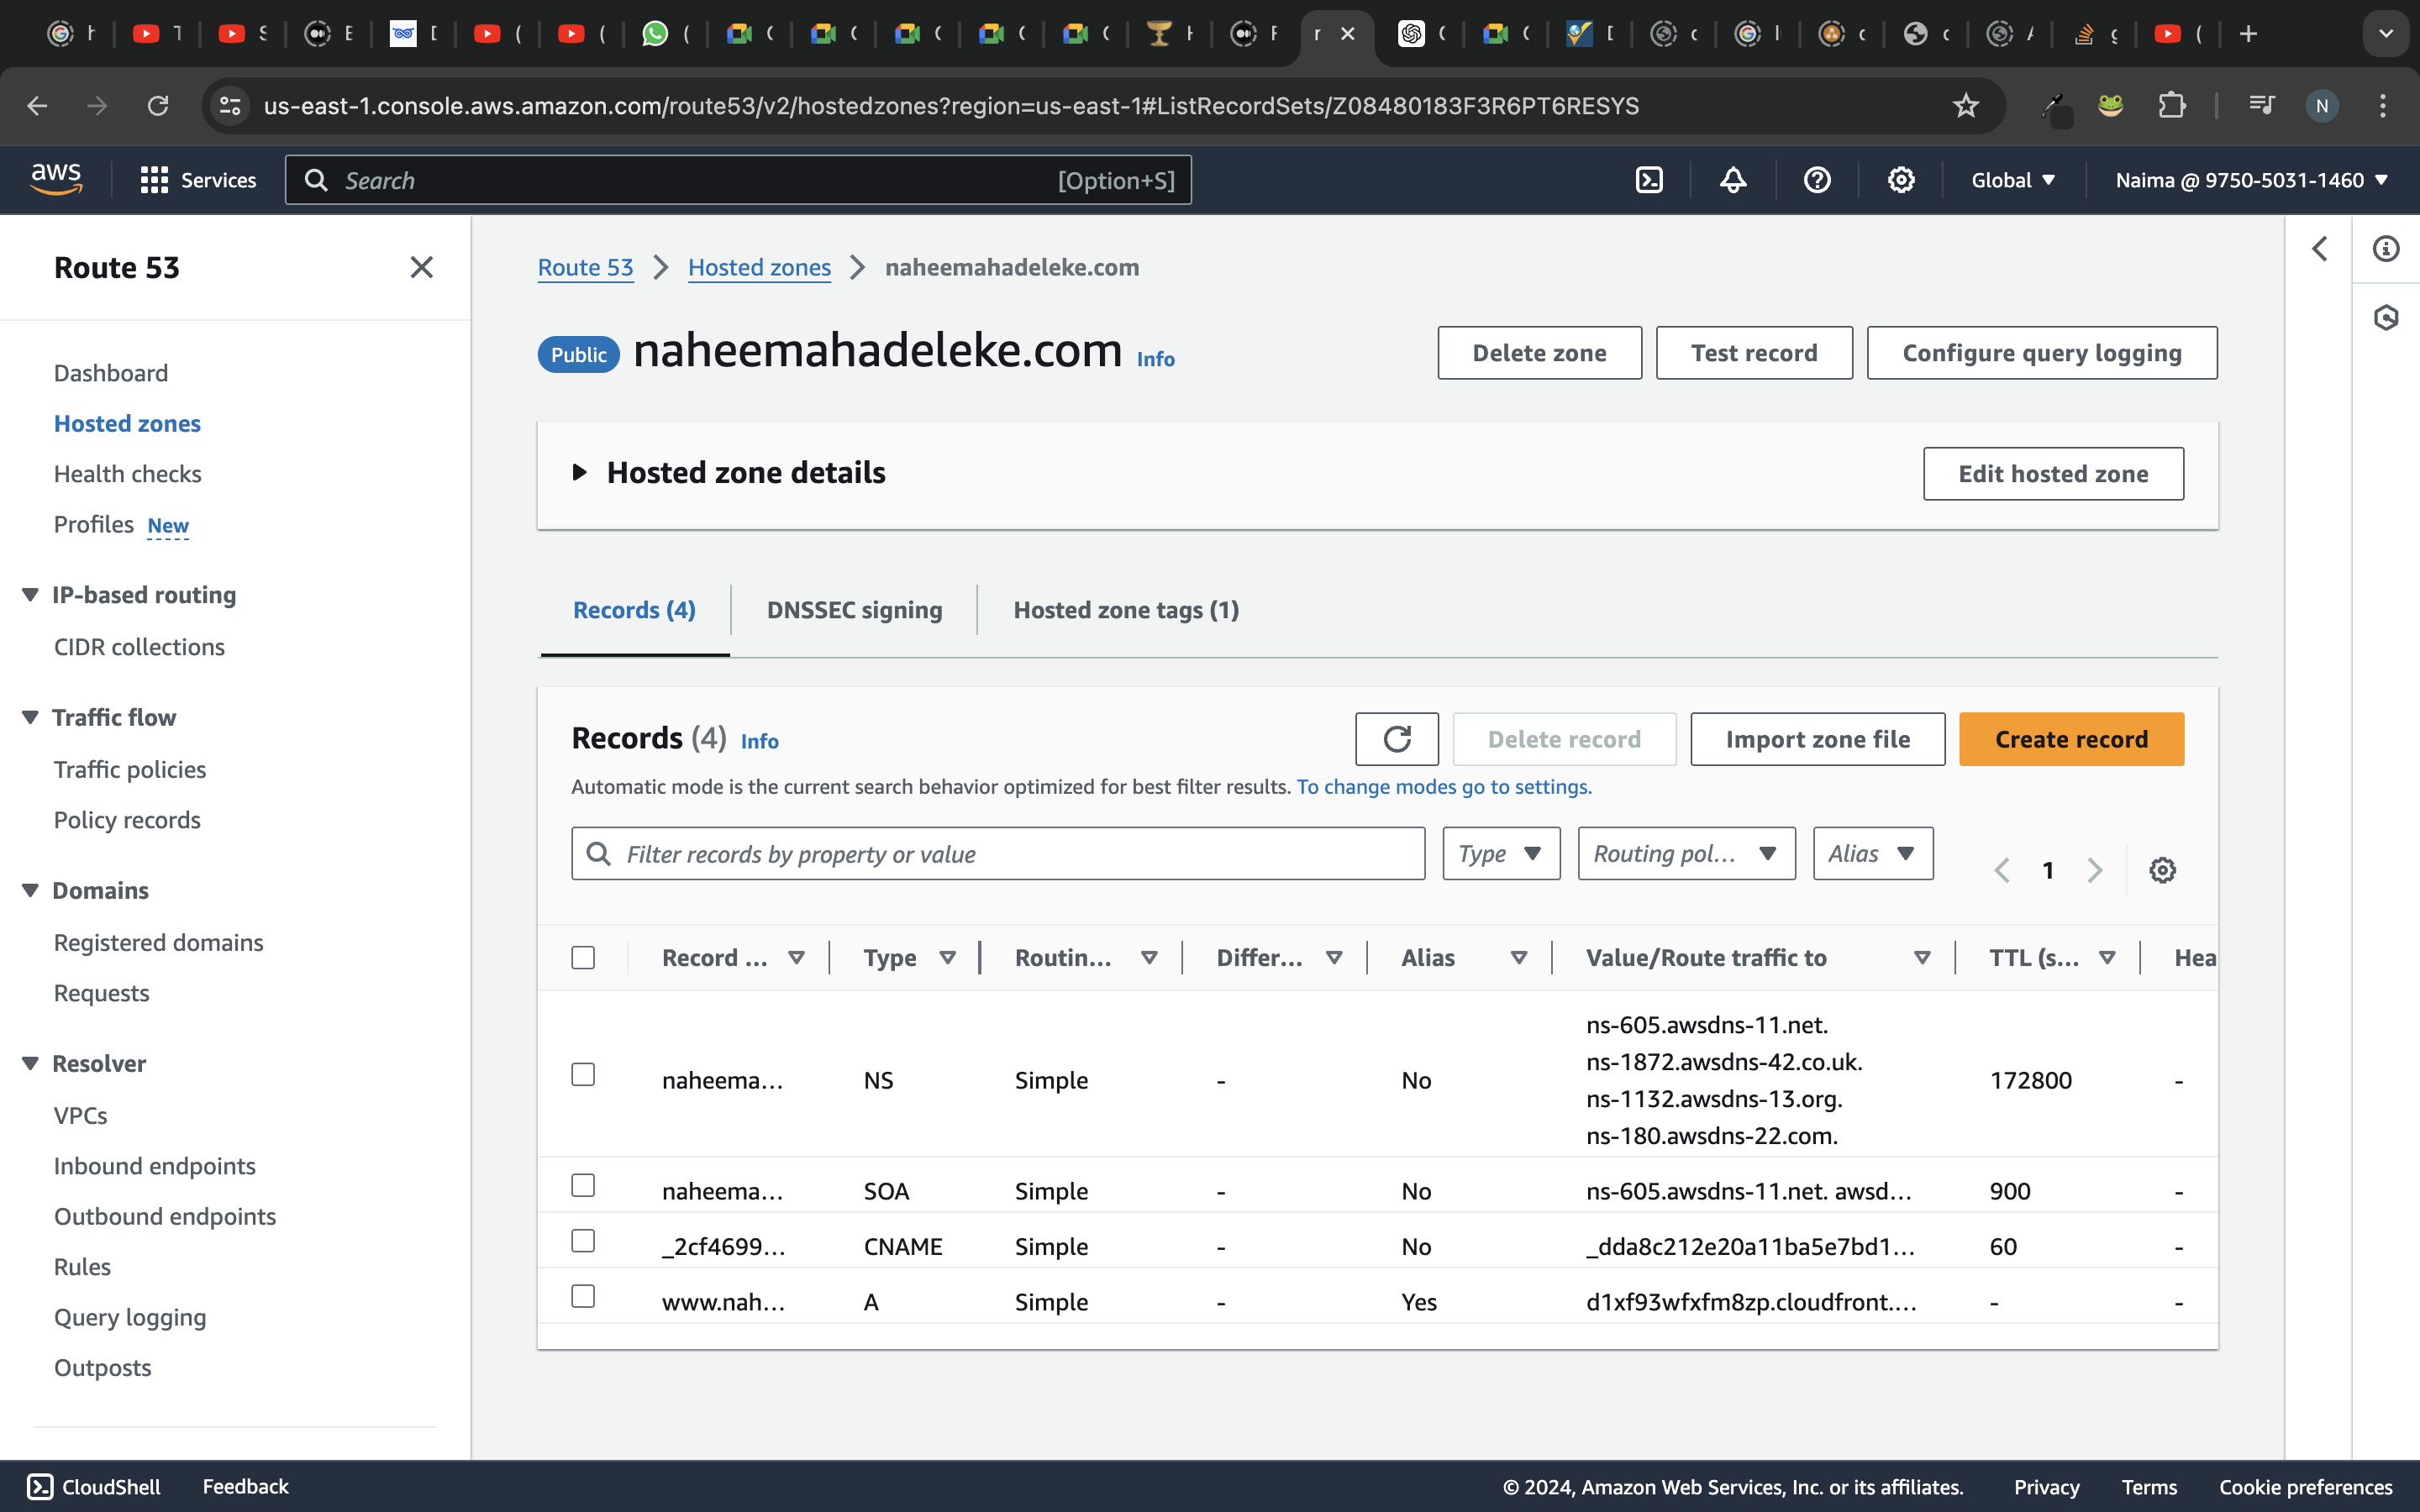 us-east-1.console.aws.amazon.com/route53/v2/hostedzones?region=us-east-1#ListRecordSets/Z08480183F3R6PT6RESYS
N
aws
Services
Search
[Option+S]
Global
Naima @ 9750-5031-1460
Route 53
Dashboard
Hosted zones
Health checks
Profiles New
IP-based routing
CIDR collections
Traffic flow
Traffic policies
Policy records
Domains
Registered domains
Requests
Resolver
VPCs
Inbound endpoints
Outbound endpoints
Rules
Query logging
Outposts
Route 53 Hosted zones naheemahadeleke.com
Public naheemahadeleke.com Info
Delete zone Test record Configure query logging
Hosted zone details
Edit hosted zone
Records (4) DNSSEC signing Hosted zone tags (1)
Records (4) Info
Delete record Import zone file Create record
Automatic mode is the current search behavior optimized for best filter results. To change modes go to settings.
Filter records by property or value
Type Routing pol... Alias
1
Record ... Type Routin... Differ... Alias Value/Route traffic to TTL (s... Hea
ns-605.awsdns-11.net.
ns-1872.awsdns-42.co.uk.
naheema... NS Simple - No 172800 -
ns-1132.awsdns-13.org.
ns-180.awsdns-22.com.
naheema... SOA Simple - No ns-605.awsdns-11.net. awsd... 900 -
_2cf4699... CNAME Simple - No _dda8c212e20a11ba5e7bd1... 60 -
www.nah... A Simple - Yes d1xf93wfxfm8zp.cloudfront.... - -
CloudShell Feedback
© 2024, Amazon Web Services, Inc. or its affiliates. Privacy Terms Cookie preferences